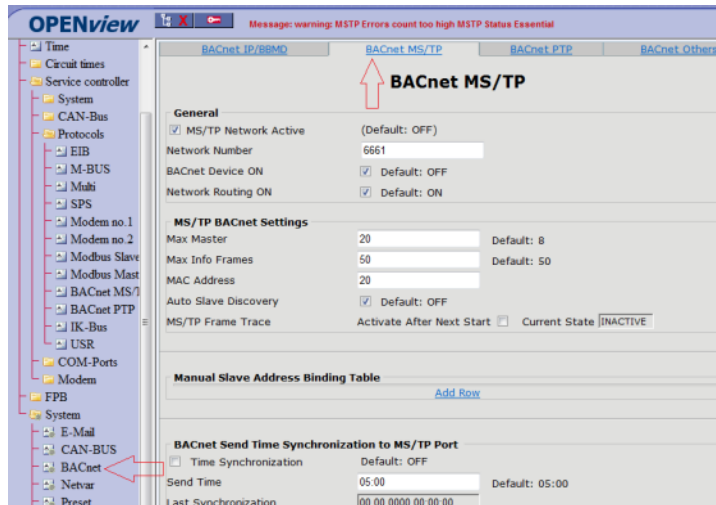 OPENview
Message: warning: MSTP Errors count too high MSTP Status Essential
Time
Circuit times
Service controller
System
CAN-Bus
Protocols
EIB
M-BUS
Multi
SPS
Modem no.1
Modem no.2
Modbus Slave
Modbus Mast
BACnet MS/T
BACnet PTP
IK-Bus
USR
COM-Ports
Modem
FPB
System
E-Mail
CAN-BUS
BACnet
Netvar
Preset
BACnet IP/BBMD BACnet MS/TP BACnet PTP BACnet Others
BACnet MS/TP
General
MS/TP Network Active (Default: OFF)
Network Number 6661
BACnet Device ON Default: OFF
Network Routing ON Default: ON
MS/TP BACnet Settings
Max Master 20 Default: 8
Max Info Frames 50 Default: 50
MAC Address 20
Auto Slave Discovery Default: OFF
MS/TP Frame Trace Activate After Next Start Current State INACTIVE
Manual Slave Address Binding Table
Add Row
BACnet Send Time Synchronization to MS/TP Port
Time Synchronization Default: OFF
Send Time 05:00 Default: 05:00
Last Synchronization 00.00.0000 00:00:00